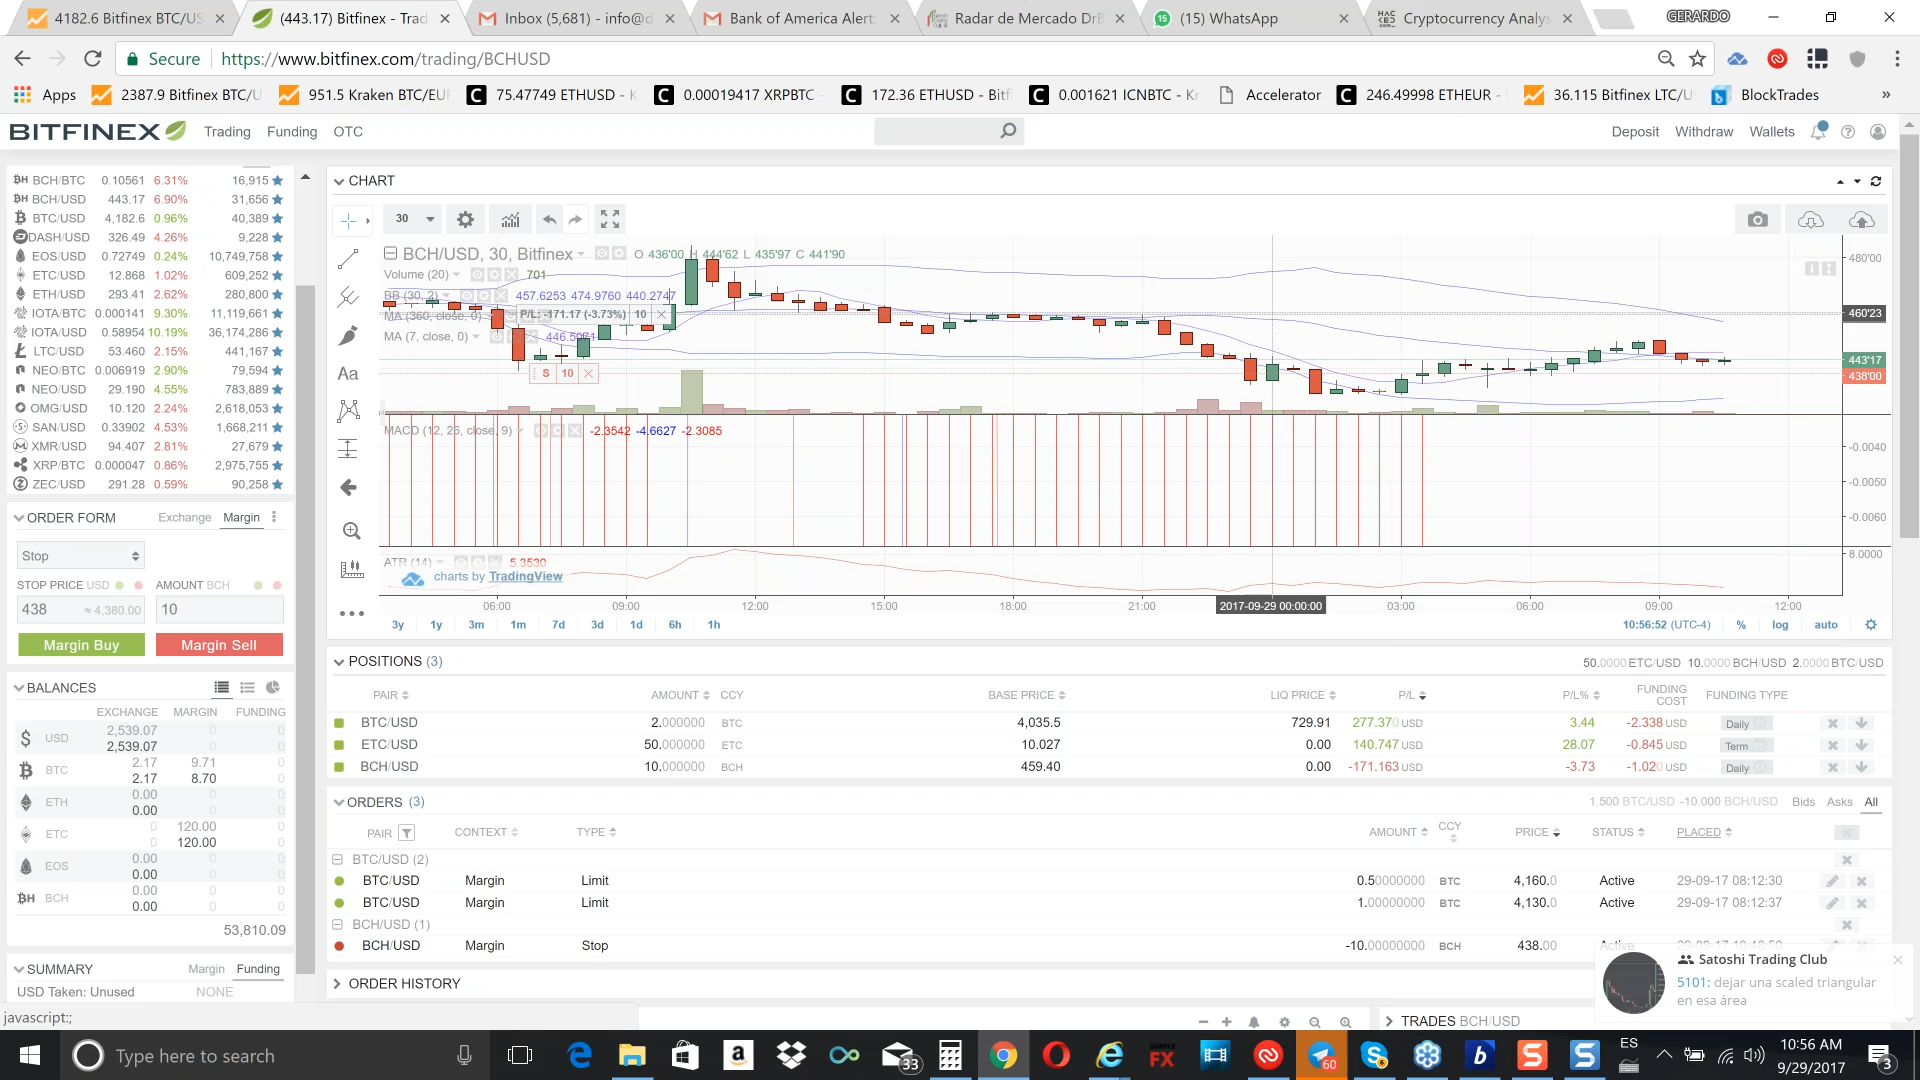 4182.6 Bitfinex BTC/US
(443.17) Bitfinex - Trad
Inbox (5,681) - info@d
Bank of America Alert:
Radar de Mercado DrB
(15) WhatsApp
Cryptocurrency Analys
GERARDO
Secure
https://www.bitfinex.com/trading/BCHUSD
Apps
2387.9 Bitfinex BTC/U
951.5 Kraken BTC/EUR
75.47749 ETHUSD - K
0.00019417 XRPBTC -
172.36 ETHUSD - Bitf
0.001621 ICNBTC - Kr
Accelerator
246.49998 ETHEUR -
36.115 Bitfinex LTC/U
BlockTrades
»
BITFINEX
Trading Funding OTC
Deposit Withdraw Wallets
BCH/BTC 0.10561 6.31% 16,915
BCH/USD 443.17 6.90% 31,656
BTC/USD 4,182.6 0.96% 40,389
DASH/USD 326.49 4.26% 9,228
EOS/USD 0.72749 0.24% 10,749,758
ETC/USD 12.868 1.02% 609,252
ETH/USD 293.41 2.62% 280,800
IOTA/BTC 0.000141 9.30% 11,119,661
IOTA/USD 0.58954 10.19% 36,174,286
LTC/USD 53.460 2.15% 441,167
NEO/BTC 0.006919 2.90% 79,594
NEO/USD 29.190 4.55% 783,889
OMG/USD 10.120 2.24% 2,618,053
SAN/USD 0.33902 4.53% 1,668,211
XMR/USD 94.407 2.81% 27,679
XRP/BTC 0.000047 0.86% 2,975,755
ZEC/USD 291.28 0.59% 90,258
ORDER FORM Exchange Margin
Stop
STOP PRICE USD AMOUNT BCH
438 ≈ 4,380.00 10
Margin Buy Margin Sell
BALANCES
EXCHANGE MARGIN FUNDING
USD 2,539.07 0 0
2,539.07 0 0
BTC 2.17 9.71 0
2.17 8.70 0
ETH 0.00 0 0
0.00 0 0
ETC 0 120.00 0
0 120.00 0
EOS 0.00 0 0
0.00 0 0
BCH 0.00 0 0
0.00 0 0
53,810.09
SUMMARY Margin Funding
USD Taken: Unused NONE
javascript:;
CHART
30
BCH/USD, 30, Bitfinex O 436'00 H 444'62 L 435'97 C 441'90
Volume (20) 701
BB (30, 2) 457.6253 474.9760 440.2747
MA (360, close, 0)
P/L: -171.17 (-3.73%) 10
MA (7, close, 0) 446.5071
S 10
480'00
460'23
443'17
438'00
MACD (12, 26, close, 9) -2.3542 -4.6627 -2.3085
-0.0040
-0.0050
-0.0060
ATR (14) 5.3530
8.0000
charts by TradingView
Aa
06:00 09:00 12:00 15:00 18:00 21:00 2017-09-29 00:00:00 03:00 06:00 09:00 12:00
3y 1y 3m 1m 7d 3d 1d 6h 1h
10:56:52 (UTC-4) % log auto
POSITIONS (3)
50.0000 ETC/USD 10.0000 BCH/USD 2.0000 BTC/USD
PAIR AMOUNT CCY BASE PRICE LIQ PRICE P/L P/L% FUNDING COST FUNDING TYPE
BTC/USD 2.000000 BTC 4,035.5 729.91 277.370 USD 3.44 -2.338 USD Daily
ETC/USD 50.000000 ETC 10.027 0.00 140.747 USD 28.07 -0.845 USD Term
BCH/USD 10.000000 BCH 459.40 0.00 -171.163 USD -3.73 -1.020 USD Daily
ORDERS (3)
1.500 BTC/USD -10.000 BCH/USD Bids Asks All
PAIR CONTEXT TYPE AMOUNT CCY PRICE STATUS PLACED
BTC/USD (2)
BTC/USD Margin Limit 0.50000000 BTC 4,160.0 Active 29-09-17 08:12:30
BTC/USD Margin Limit 1.00000000 BTC 4,130.0 Active 29-09-17 08:12:37
BCH/USD (1)
BCH/USD Margin Stop -10.00000000 BCH 438.00 Active
ORDER HISTORY
TRADES BCH/USD
Satoshi Trading Club
5101: dejar una scaled triangular
en esa área
Type here to search
33
SIMPLE
FX
60
6
ES
10:56 AM
9/29/2017
3